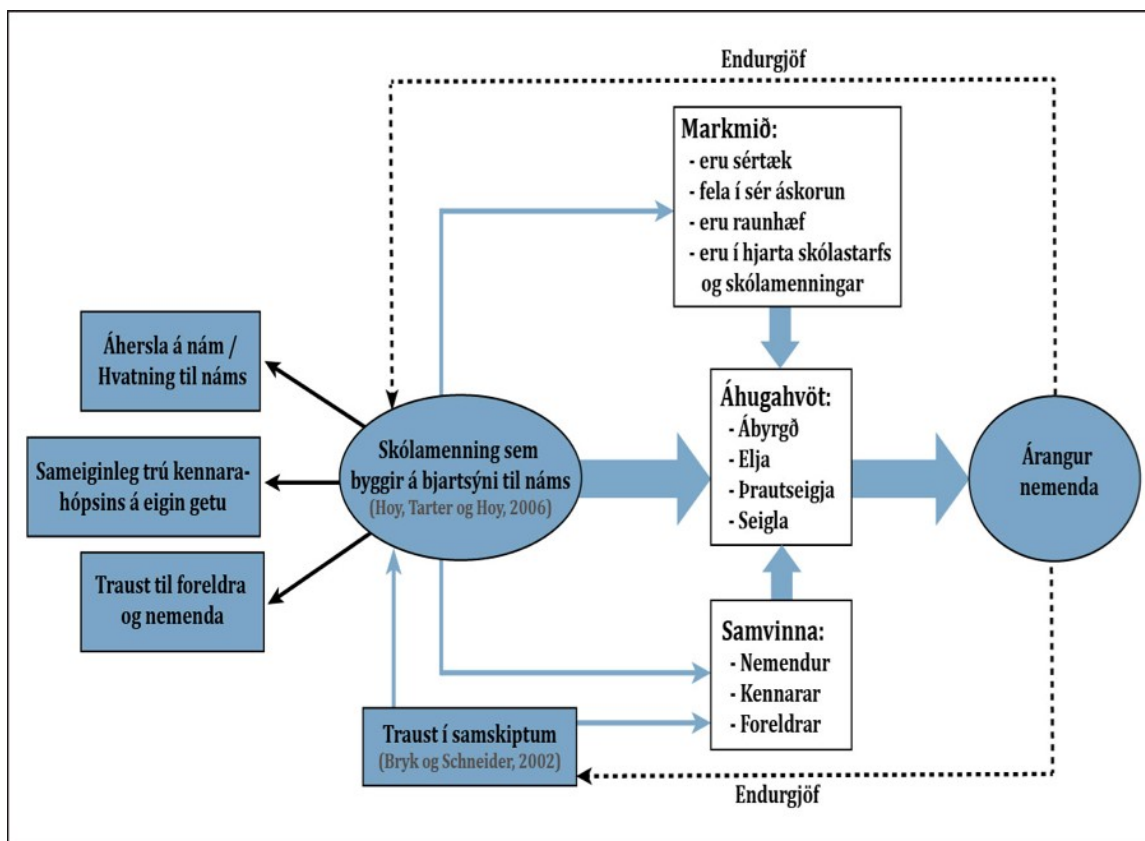 Endurgjöf
Markmið:
- eru sértæk
- fela í sér áskorun
- eru raunhæf
- eru í hjarta skólastarfs
og skólamenningar
Áhersla á nám /
Hvatning til náms
Sameiginleg trú kennara-
hópsins á eigin getu
Traust til foreldra
og nemenda
Skólamenning sem
byggir á bjartsýni til náms
(Hoy, Tarter og Hoy, 2006)
Áhugahvöt:
- Ábyrgð
- Elja
- Þrautseigja
- Seigla
Árangur
nemenda
Samvinna:
- Nemendur
- Kennarar
- Foreldrar
Traust í samskiptum
(Bryk og Schneider, 2002)
Endurgjöf